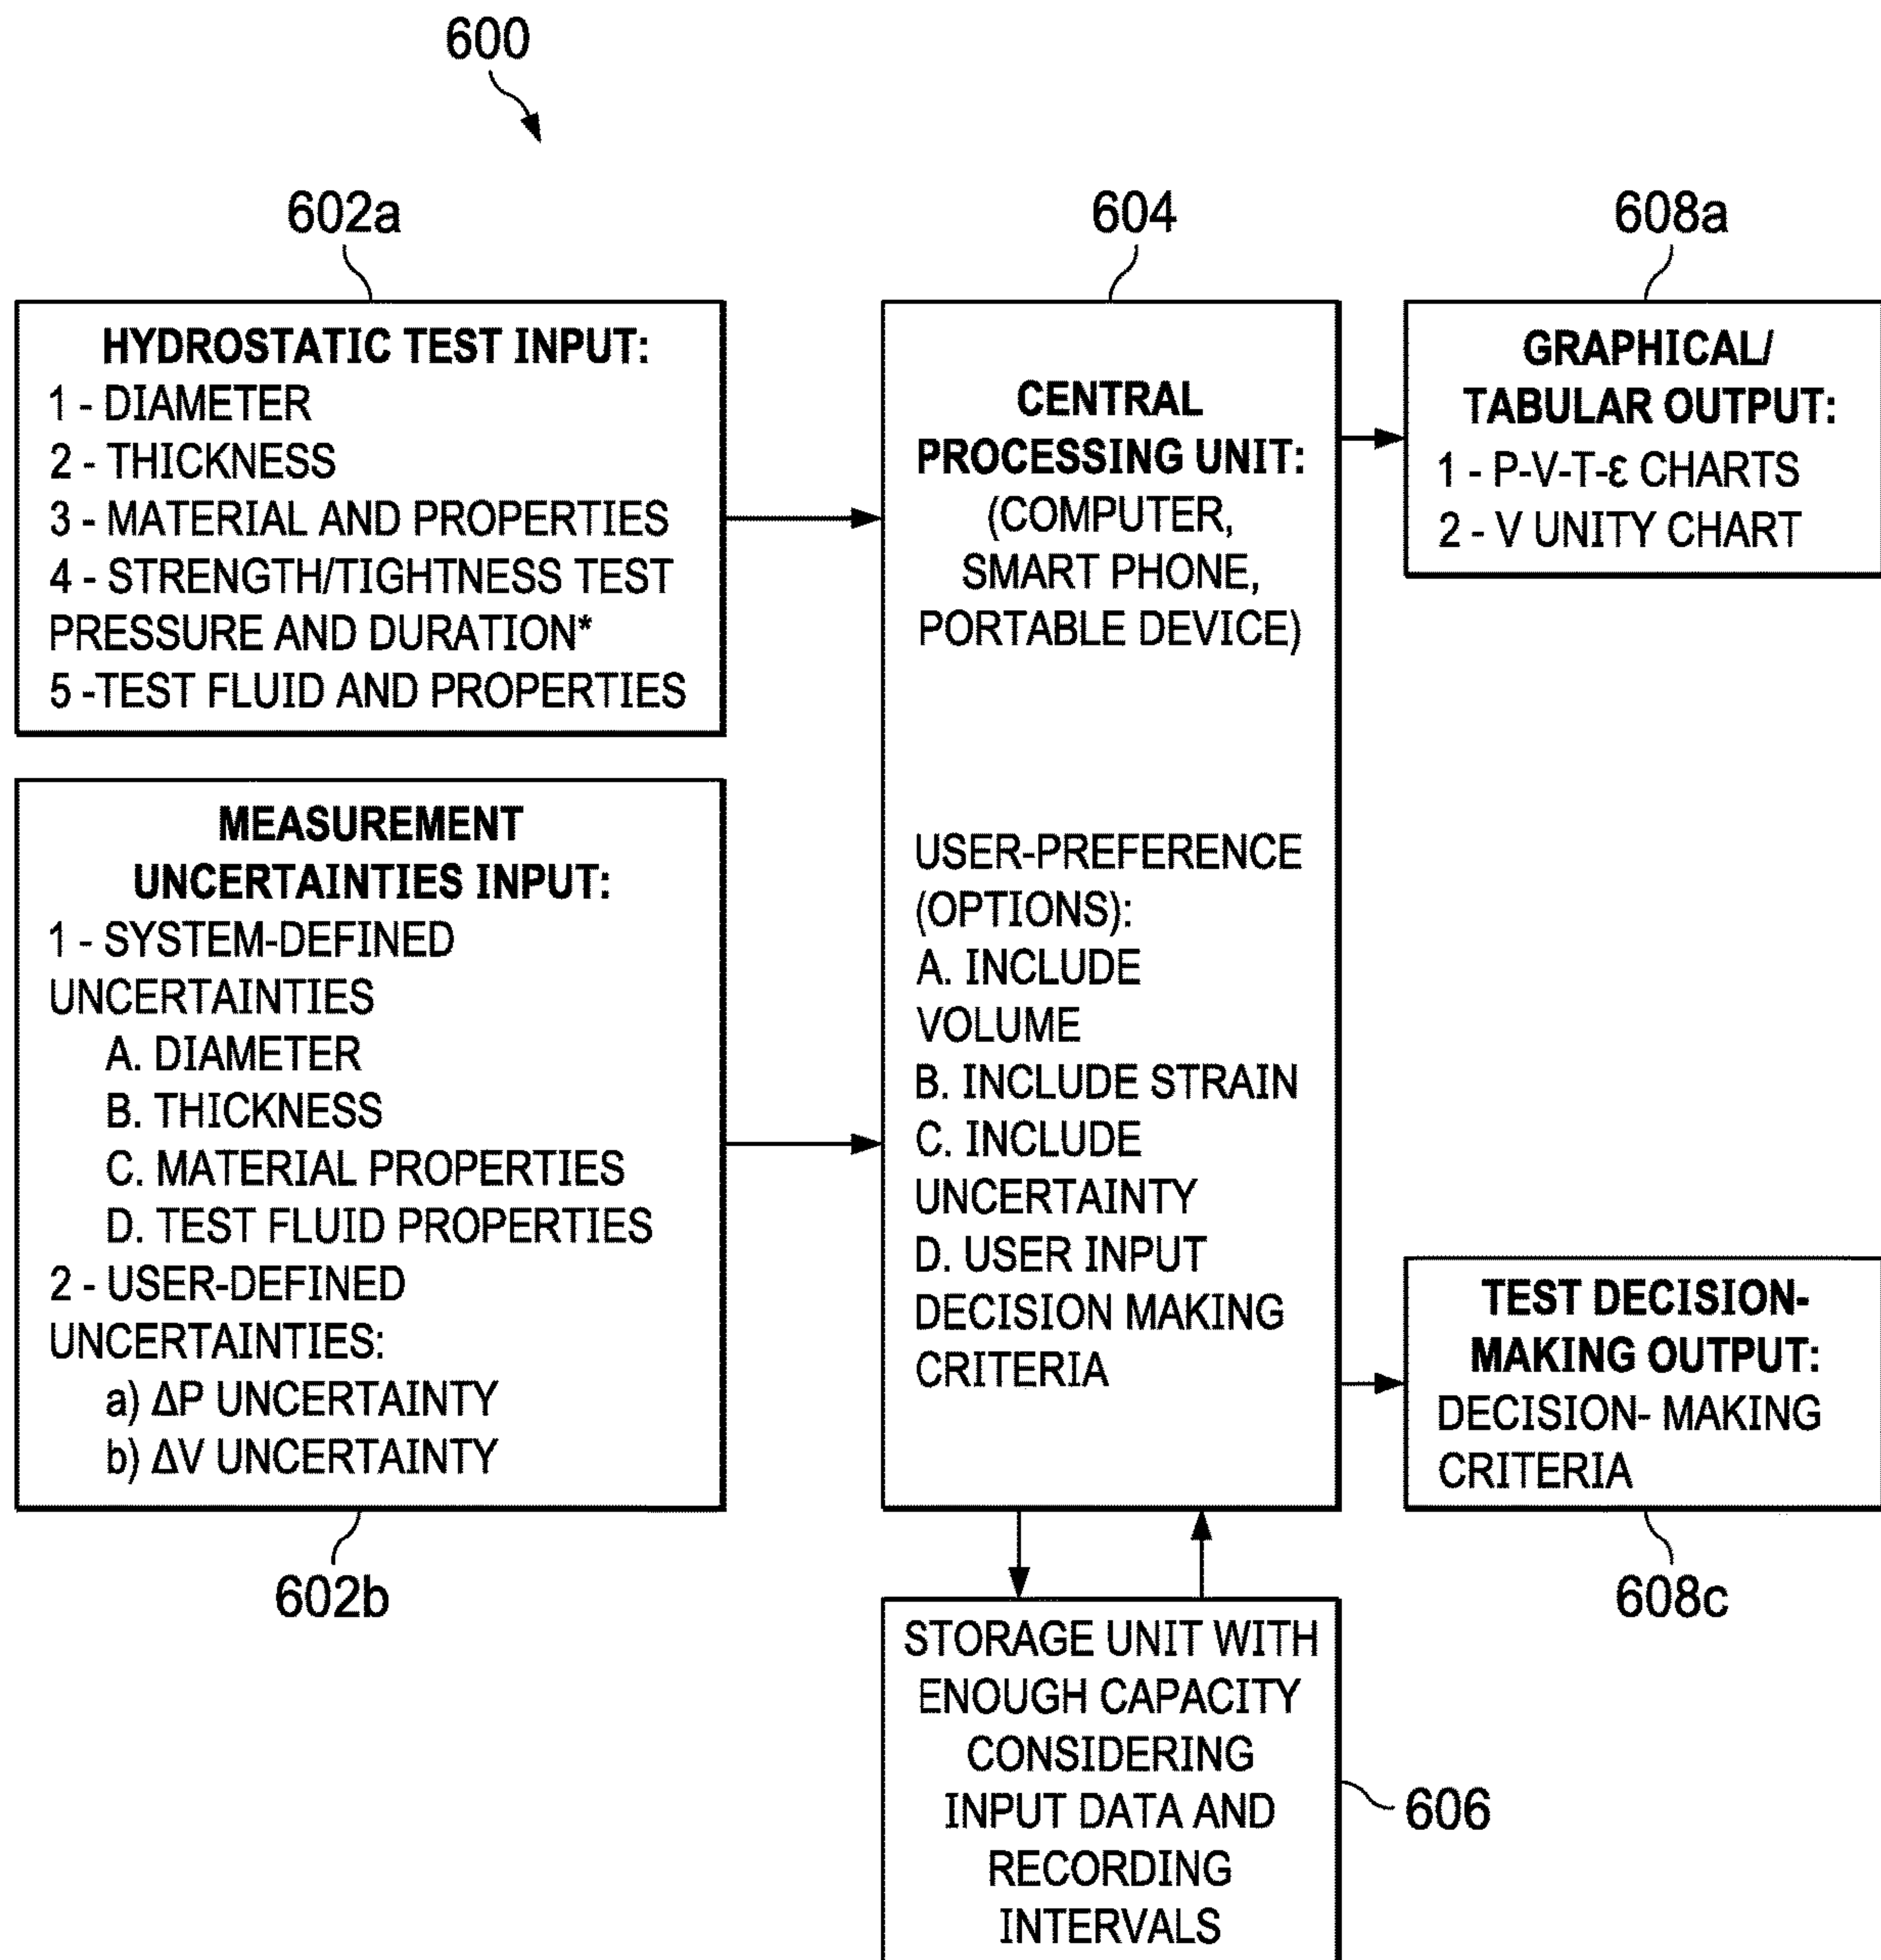 600
602a
HYDROSTATIC TEST INPUT:
1 - DIAMETER
2 - THICKNESS
3 - MATERIAL AND PROPERTIES
4 - STRENGTH/TIGHTNESS TEST
PRESSURE AND DURATION*
5 -TEST FLUID AND PROPERTIES
MEASUREMENT
UNCERTAINTIES INPUT:
1 - SYSTEM-DEFINED
UNCERTAINTIES
A. DIAMETER
B. THICKNESS
C. MATERIAL PROPERTIES
D. TEST FLUID PROPERTIES
2 - USER-DEFINED
UNCERTAINTIES:
a) ΔP UNCERTAINTY
b) ΔV UNCERTAINTY
602b
604
CENTRAL
PROCESSING UNIT:
(COMPUTER,
SMART PHONE,
PORTABLE DEVICE)
USER-PREFERENCE
(OPTIONS):
A. INCLUDE
VOLUME
B. INCLUDE STRAIN
C. INCLUDE
UNCERTAINTY
D. USER INPUT
DECISION MAKING
CRITERIA
608a
GRAPHICAL/
TABULAR OUTPUT:
1 - P-V-T-ε CHARTS
2 - V UNITY CHART
TEST DECISION-
MAKING OUTPUT:
DECISION- MAKING
CRITERIA
608c
STORAGE UNIT WITH
ENOUGH CAPACITY
CONSIDERING
INPUT DATA AND
RECORDING
INTERVALS
606